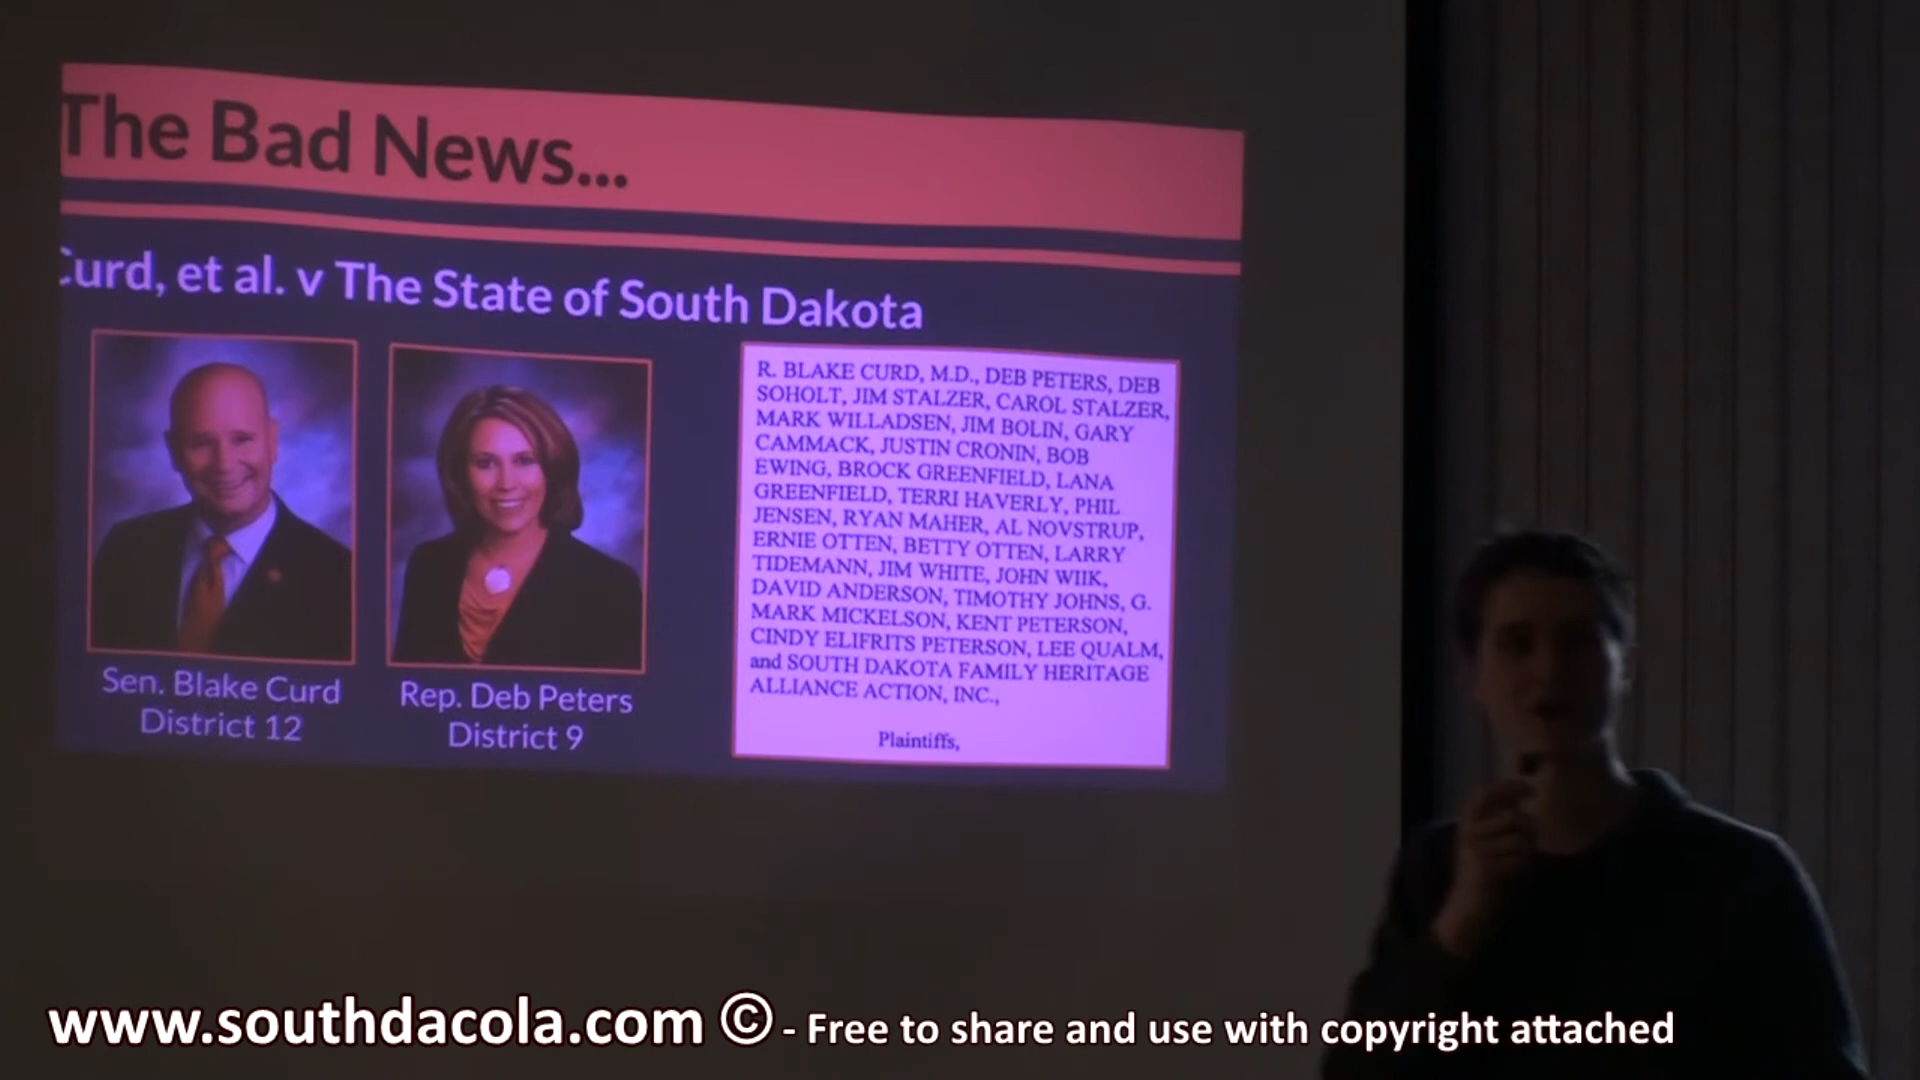 The Bad News...
Curd, et al. v The State of South Dakota
Sen. Blake Curd
District 12
Rep. Deb Peters
District 9
R. BLAKE CURD, M.D., DEB PETERS, DEB
SOHOLT, JIM STALZER, CAROL STALZER,
MARK WILLADSEN, JIM BOLIN, GARY
CAMMACK, JUSTIN CRONIN, BOB
EWING, BROCK GREENFIELD, LANA
GREENFIELD, TERRI HAVERLY, PHIL
JENSEN, RYAN MAHER, AL NOVSTRUP,
ERNIE OTTEN, BETTY OTTEN, LARRY
TIDEMANN, JIM WHITE, JOHN WIIK,
DAVID ANDERSON, TIMOTHY JOHNS, G.
MARK MICKELSON, KENT PETERSON,
CINDY ELIFRITS PETERSON, LEE QUALM,
and SOUTH DAKOTA FAMILY HERITAGE
ALLIANCE ACTION, INC.,
Plaintiffs,
www.southdacola.com © - Free to share and use with copyright attached